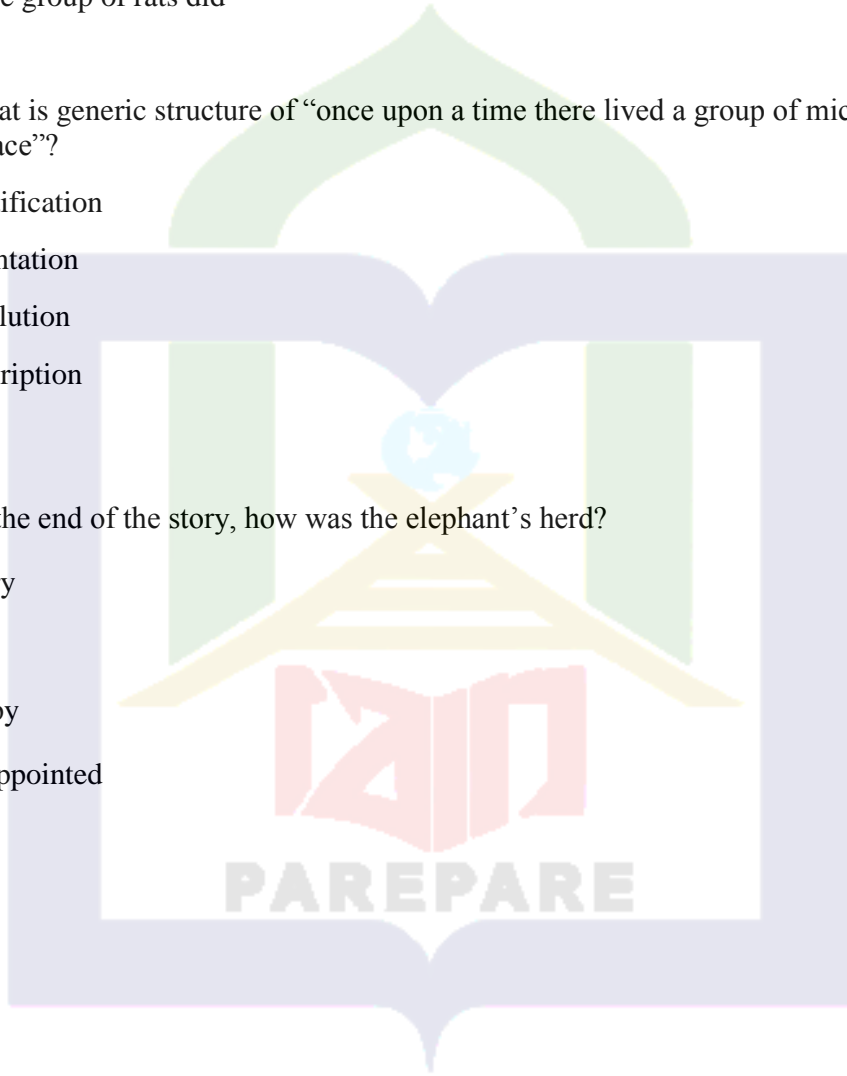 e group of rats did
at is generic structure of “once upon a time there lived a group of mic
ace”?
ification
ntation
lution
ription
the end of the story, how was the elephant’s herd?
y
py
ppointed
PAREPARE